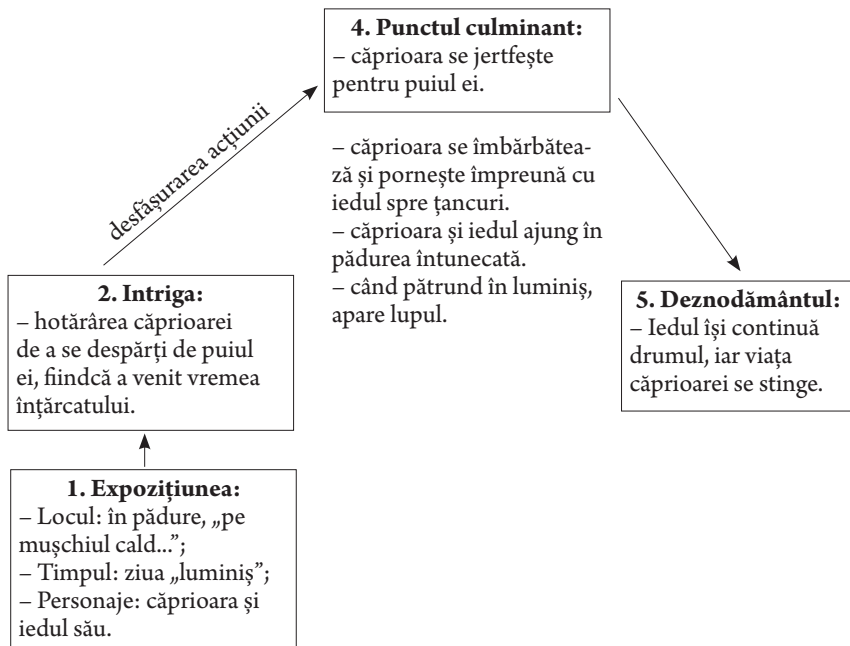 4. Punctul culminant:
– căprioara se jertfește
pentru puiul ei.
desfășurarea acțiunii
– căprioara se îmbărbătea-
ză și pornește împreună cu
iedul spre țancuri.
– căprioara și iedul ajung în
pădurea întunecată.
– când pătrund în luminiș,
apare lupul.
2. Intriga:
– hotărârea căprioarei
de a se despărți de puiul
ei, fiindcă a venit vremea
înțărcatului.
5. Deznodământul:
– Iedul își continuă
drumul, iar viața
căprioarei se stinge.
1. Expozițiunea:
– Locul: în pădure, „pe
mușchiul cald...”;
– Timpul: ziua „luminiș”;
– Personaje: căprioara și
iedul său.